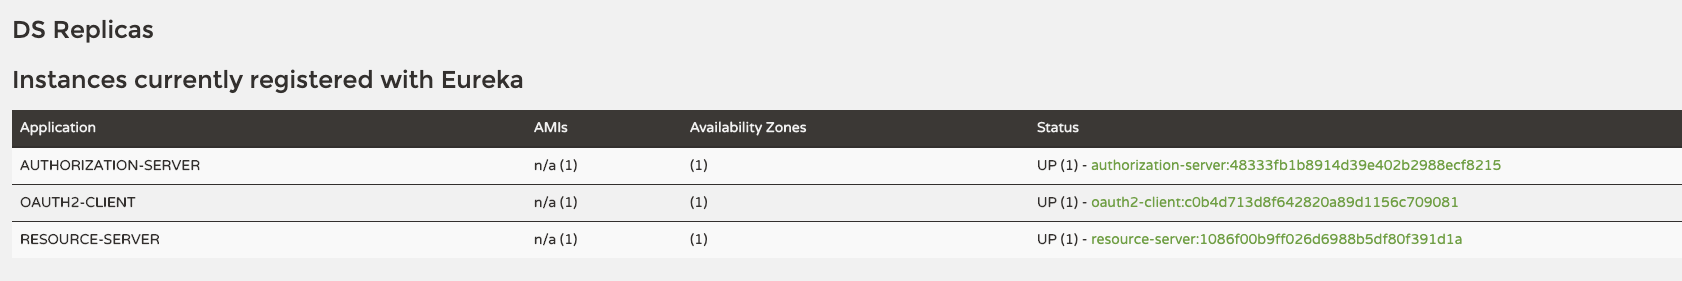 DS Replicas
Instances currently registered with Eureka
Application AMIs Availability Zones Status
AUTHORIZATION-SERVER n/a (1) (1) UP (1) - authorization-server:48333fb1b8914d39e402b2988ecf8215
OAUTH2-CLIENT n/a (1) (1) UP (1) - oauth2-client:c0b4d713d8f642820a89d1156c709081
RESOURCE-SERVER n/a (1) (1) UP (1) - resource-server:1086f00b9ff026d6988b5df80f391d1a